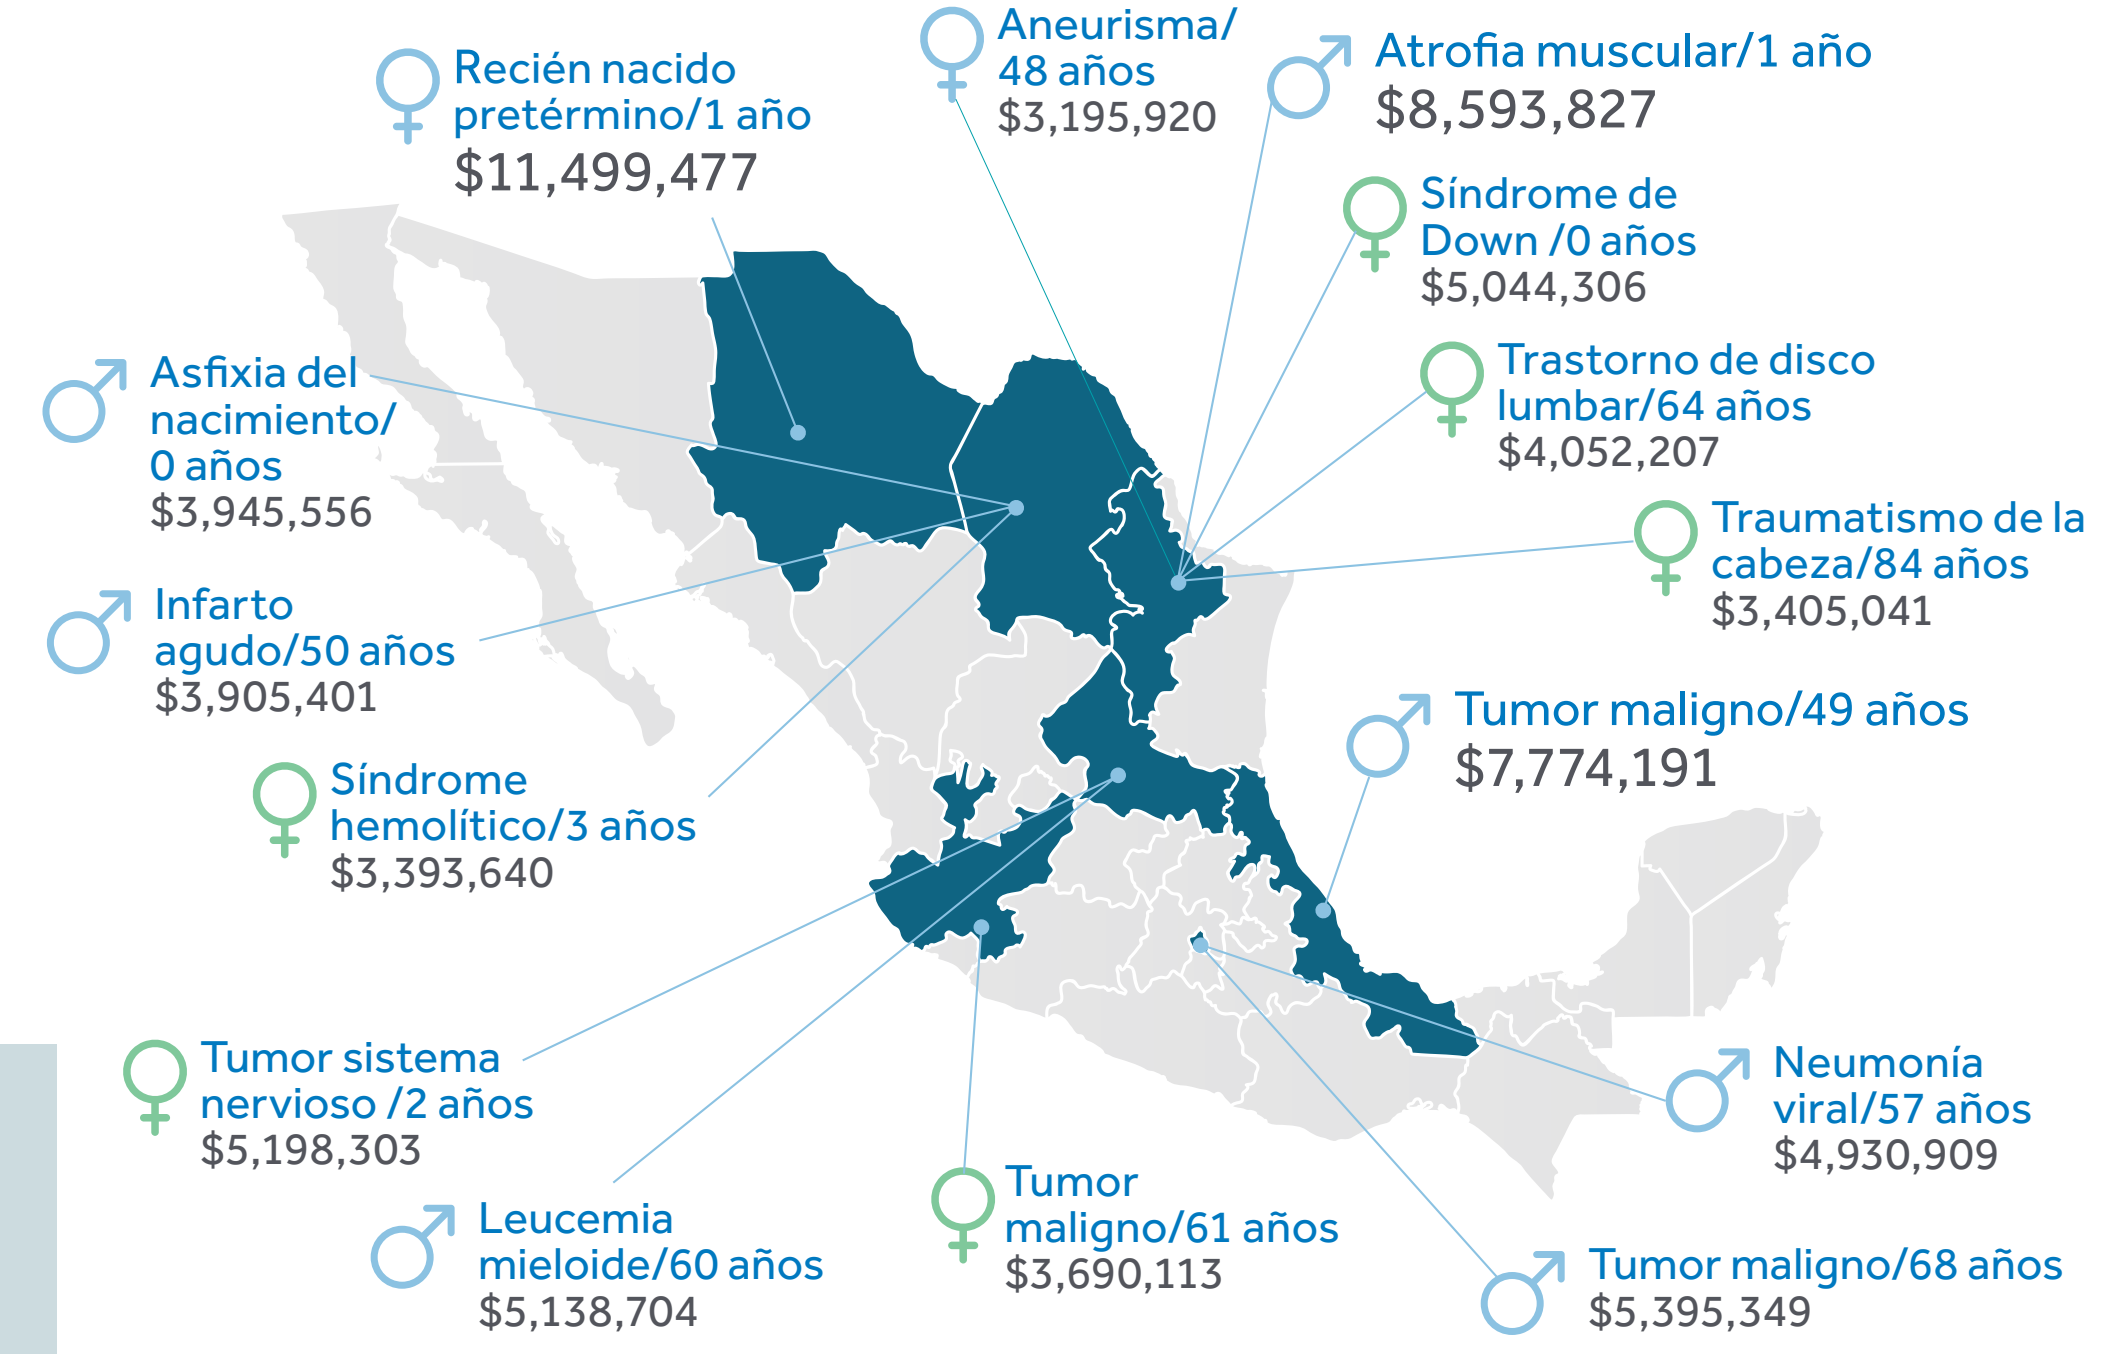 Recién nacido
pretérmino/1 año
$11,499,477
Aneurisma/
48 años
$3,195,920
Atrofia muscular/1 año
$8,593,827
Síndrome de
Down /0 años
$5,044,306
Trastorno de disco
lumbar/64 años
$4,052,207
Traumatismo de la
cabeza/84 años
$3,405,041
Asfixia del
nacimiento/
0 años
$3,945,556
Infarto
agudo/50 años
$3,905,401
Síndrome
hemolítico/3 años
$3,393,640
Tumor maligno/49 años
$7,774,191
Tumor sistema
nervioso /2 años
$5,198,303
Leucemia
mieloide/60 años
$5,138,704
Tumor
maligno/61 años
$3,690,113
Neumonía
viral/57 años
$4,930,909
Tumor maligno/68 años
$5,395,349